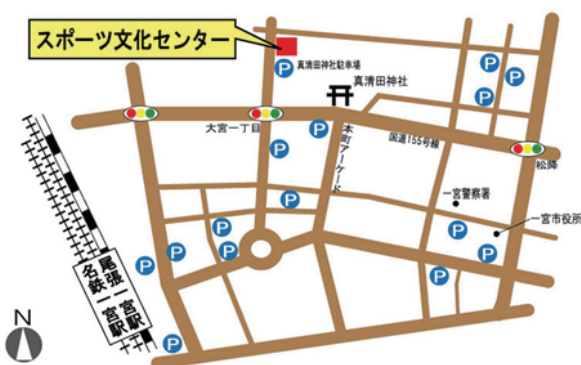 スポーツ文化センター
P
真清田神社駐車場
P
P
P
真清田神社
大宮一丁目
P
P
本町アーケード
国道155号線
松降
一宮警察署
P
P
一宮市役所
P
P
P
P
P
P
尾張一宮駅
名鉄一宮駅
P
N